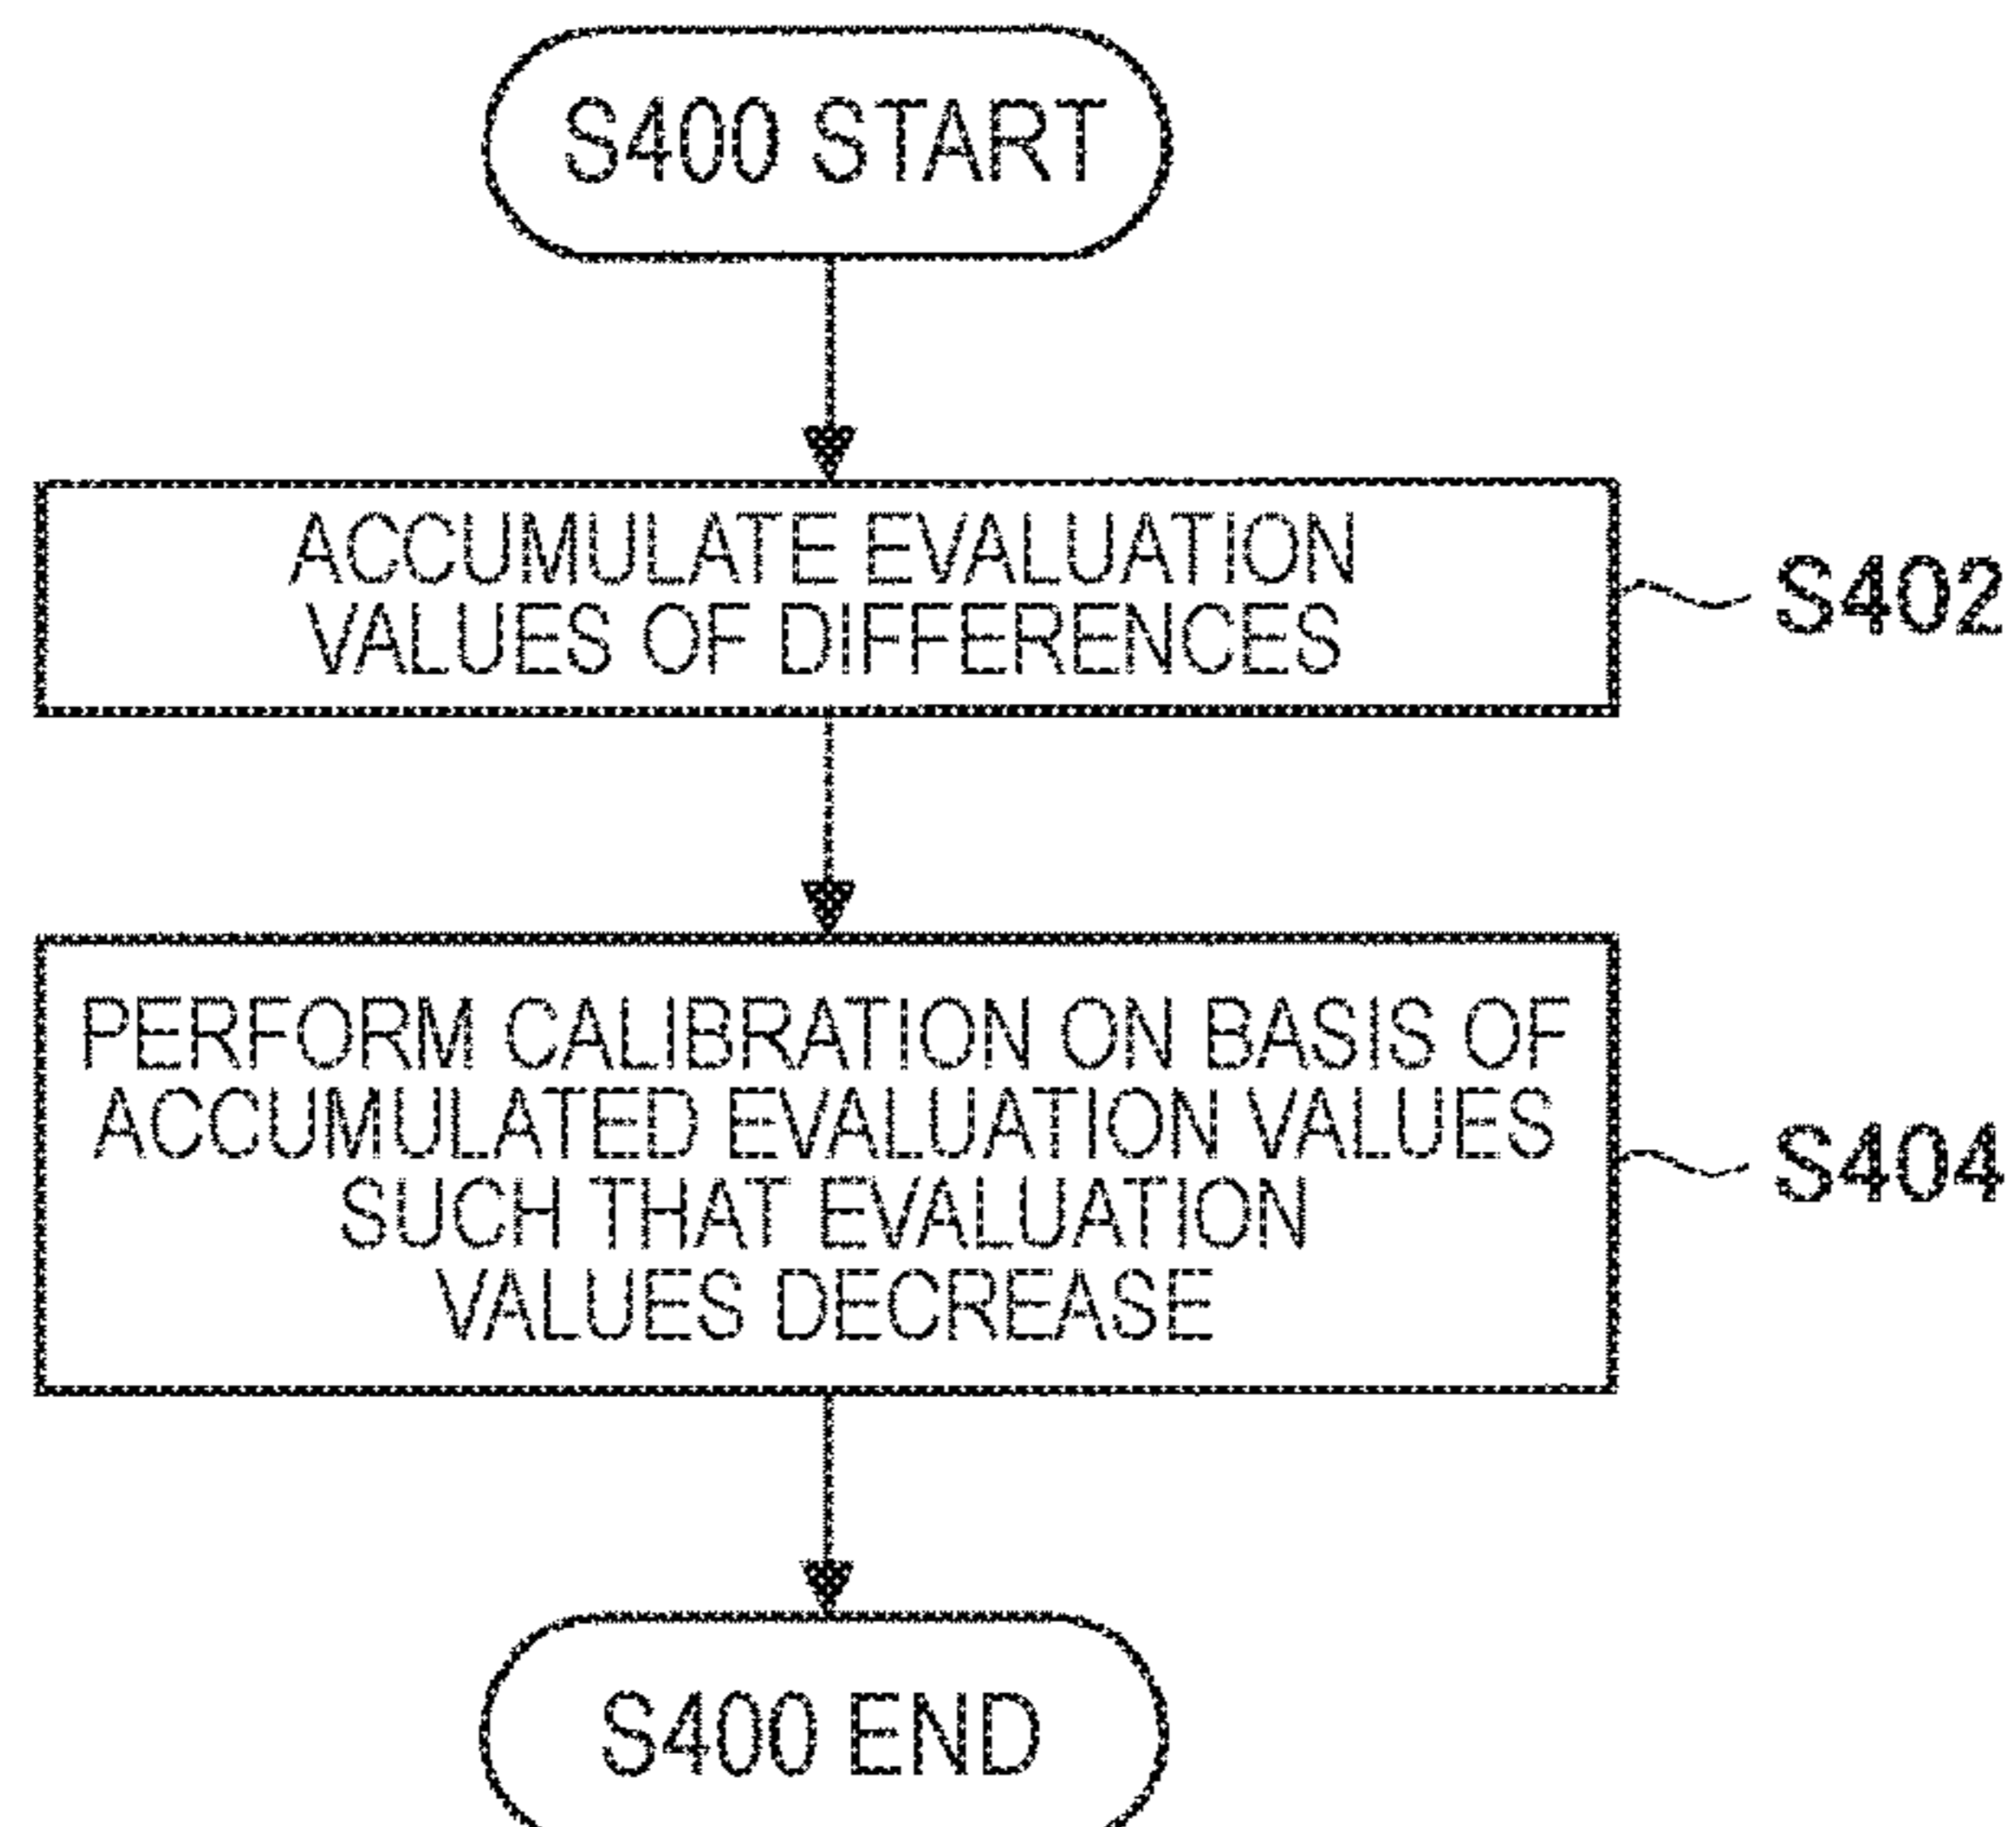 S400 START
ACCUMULATE EVALUATION
VALUES OF DIFFERENCES
S402
PERFORM CALIBRATION ON BASIS OF
ACCUMULATED EVALUATION VALUES
SUCH THAT EVALUATION
VALUES DECREASE
S404
S400 END